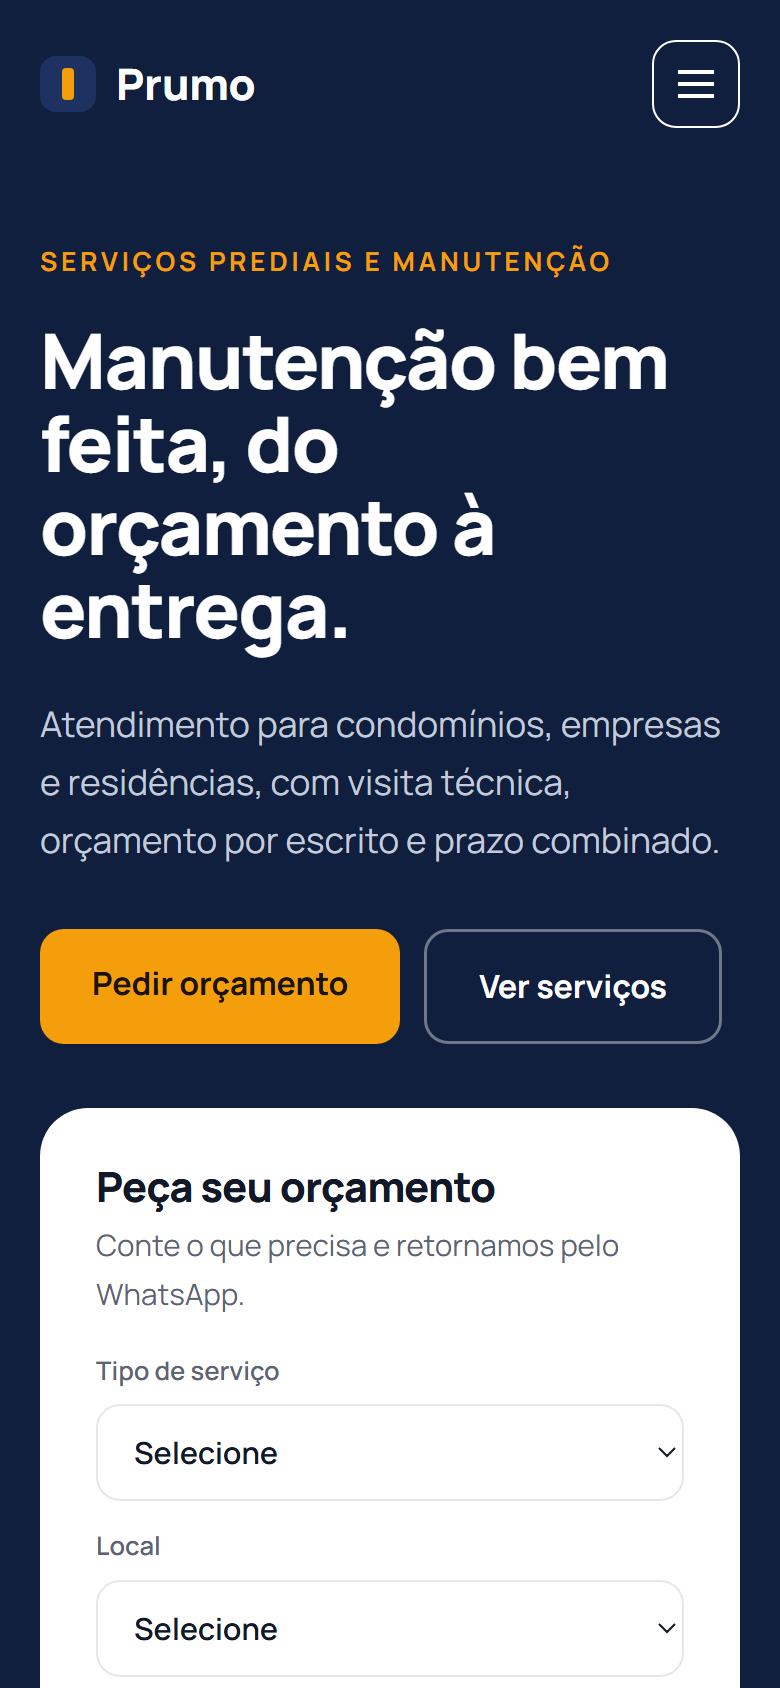 Prumo
SERVIÇOS PREDIAIS E MANUTENÇÃO
Manutenção bem
feita, do
orçamento à
entrega.
Atendimento para condomínios, empresas
e residências, com visita técnica,
orçamento por escrito e prazo combinado.
Pedir orçamento
Ver serviços
Peça seu orçamento
Conte o que precisa e retornamos pelo
WhatsApp.
Tipo de serviço
Selecione
Local
Selecione